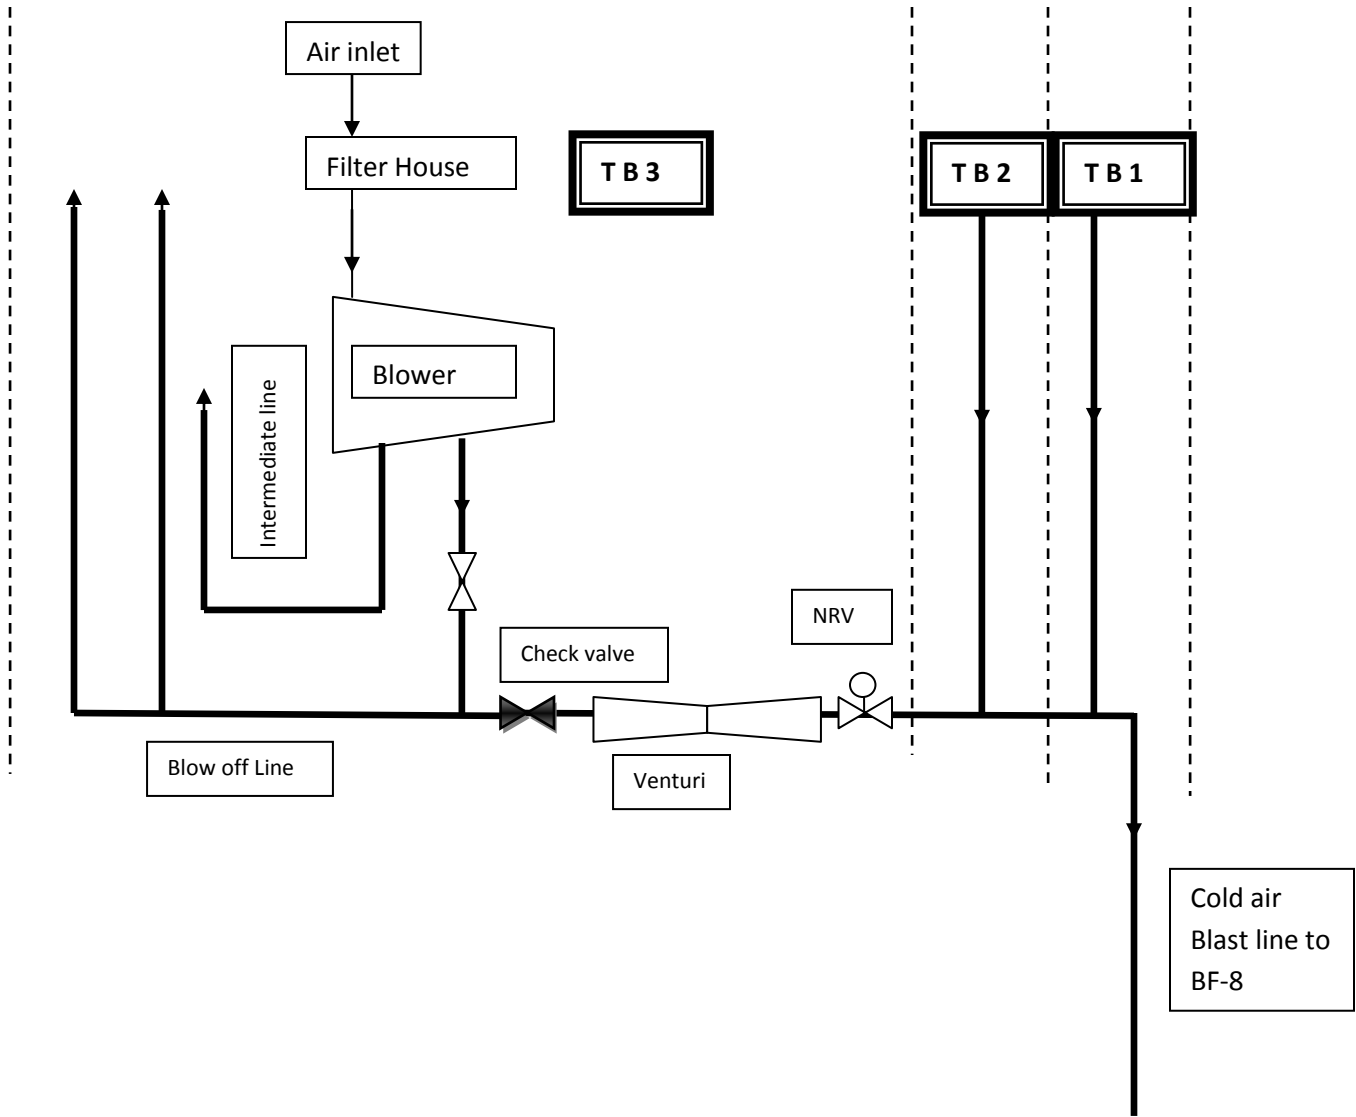 Air inlet
Filter House
T B 3
T B 2
T B 1
Blower
Intermediate line
NRV
Check valve
Blow off Line
Venturi
Cold air
Blast line to
BF-8